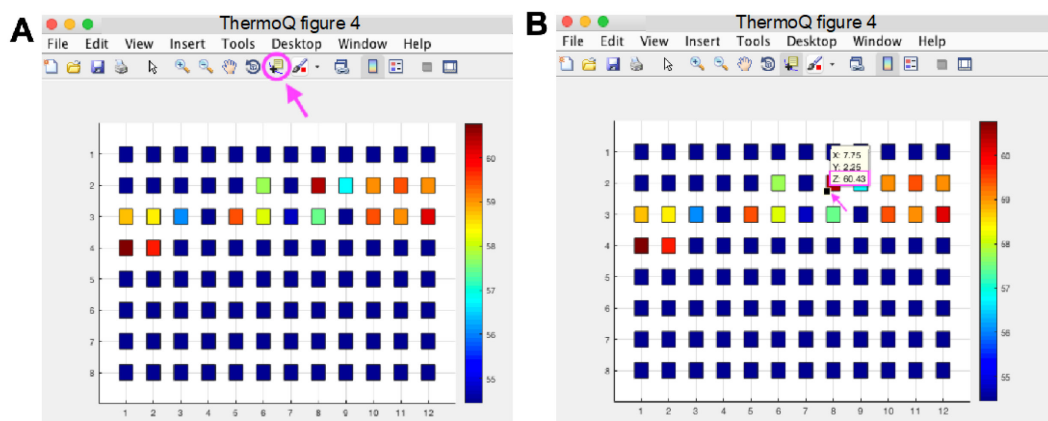 A
ThermoQ figure 4
File Edit View Insert Tools Desktop Window Help
1
2
3
4
5
6
7
8
1 2 3 4 5 6 7 8 9 10 11 12
60
59
58
57
56
55
B
ThermoQ figure 4
File Edit View Insert Tools Desktop Window Help
X: 7.75
Y: 2.25
Z: 60.43
1
2
3
4
5
6
7
8
1 2 3 4 5 6 7 8 9 10 11 12
60
59
58
57
56
55